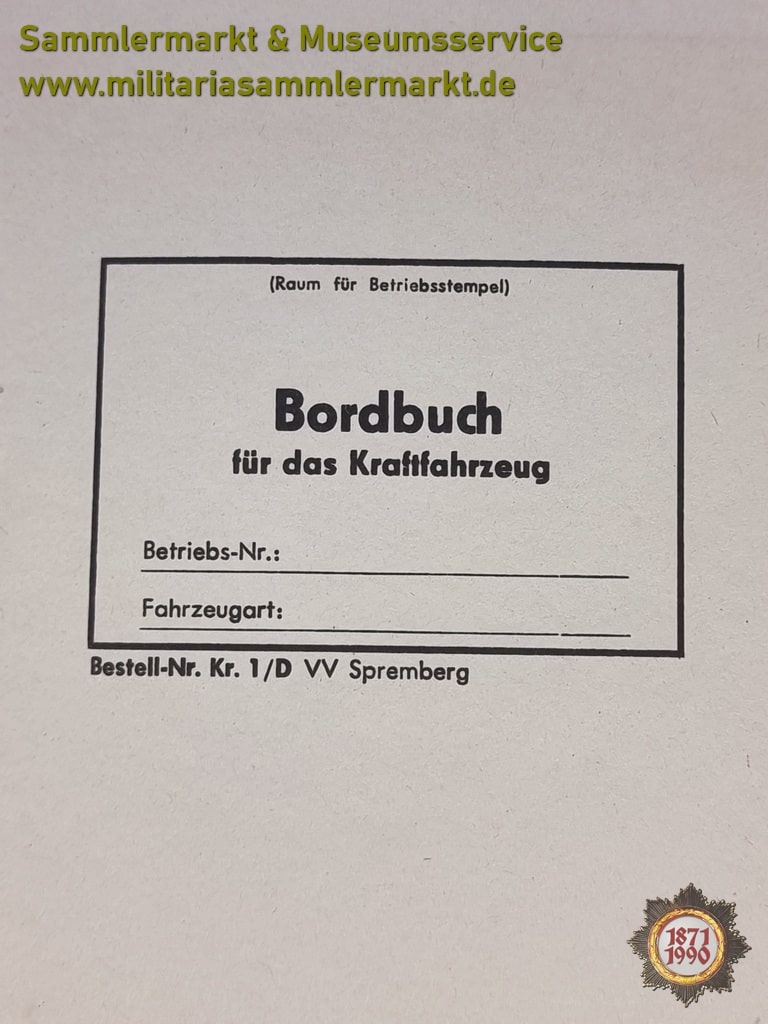 Sammlermarkt & Museumsservice
www.militariasammlermarkt.de
(Raum für Betriebsstempel)
Bordbuch
für das Kraftfahrzeug
Betriebs-Nr.:
Fahrzeugart:
Bestell-Nr. Kr. 1/D VV Spremberg
1871
1990